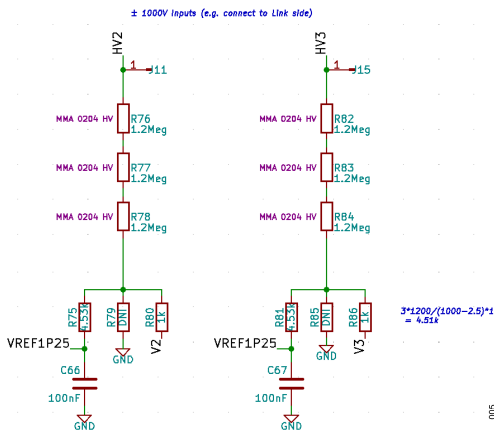 ± 1000V inputs (e.g. connect to Link side)
HV2
HV3
1 J11
1 J15
MMA 0204 HV R76 1.2Meg
MMA 0204 HV R82 1.2Meg
MMA 0204 HV R77 1.2Meg
MMA 0204 HV R83 1.2Meg
MMA 0204 HV R78 1.2Meg
MMA 0204 HV R84 1.2Meg
R75 4.53k
R79 DNI
R80 1k
R81 4.53k
R85 DNI
R86 1k
3*1200/(1000-2.5)*1
= 4.51k
VREF1P25
GND
V2
VREF1P25
GND
V3
C66
100nF
GND
C67
100nF
GND